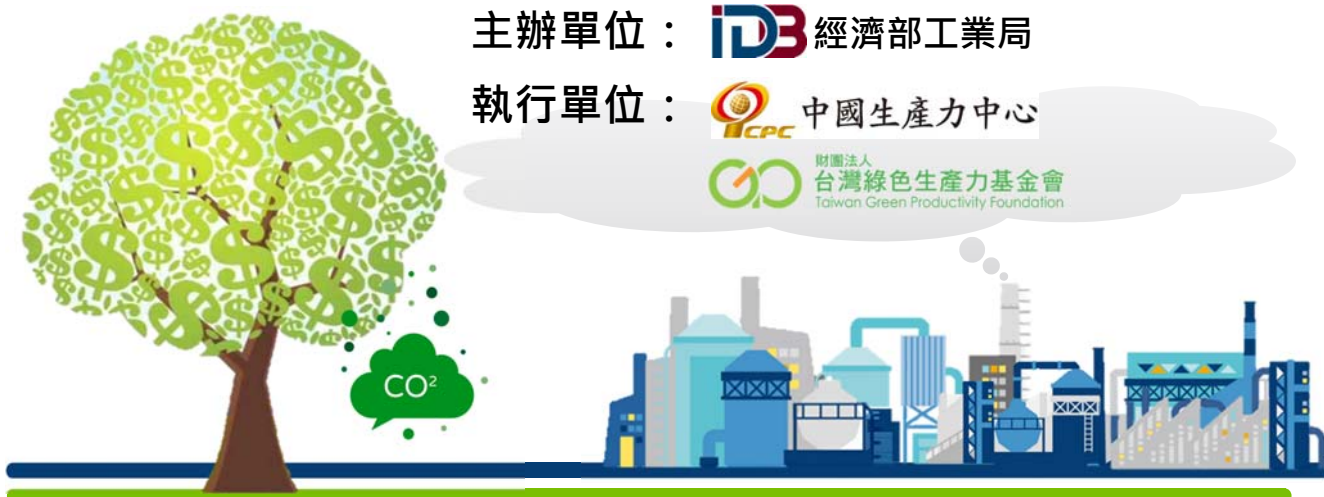 主辦單位： IDB 經濟部工業局
執行單位： CPC 中國生產力中心
財團法人
台灣綠色生產力基金會
Taiwan Green Productivity Foundation
CO²